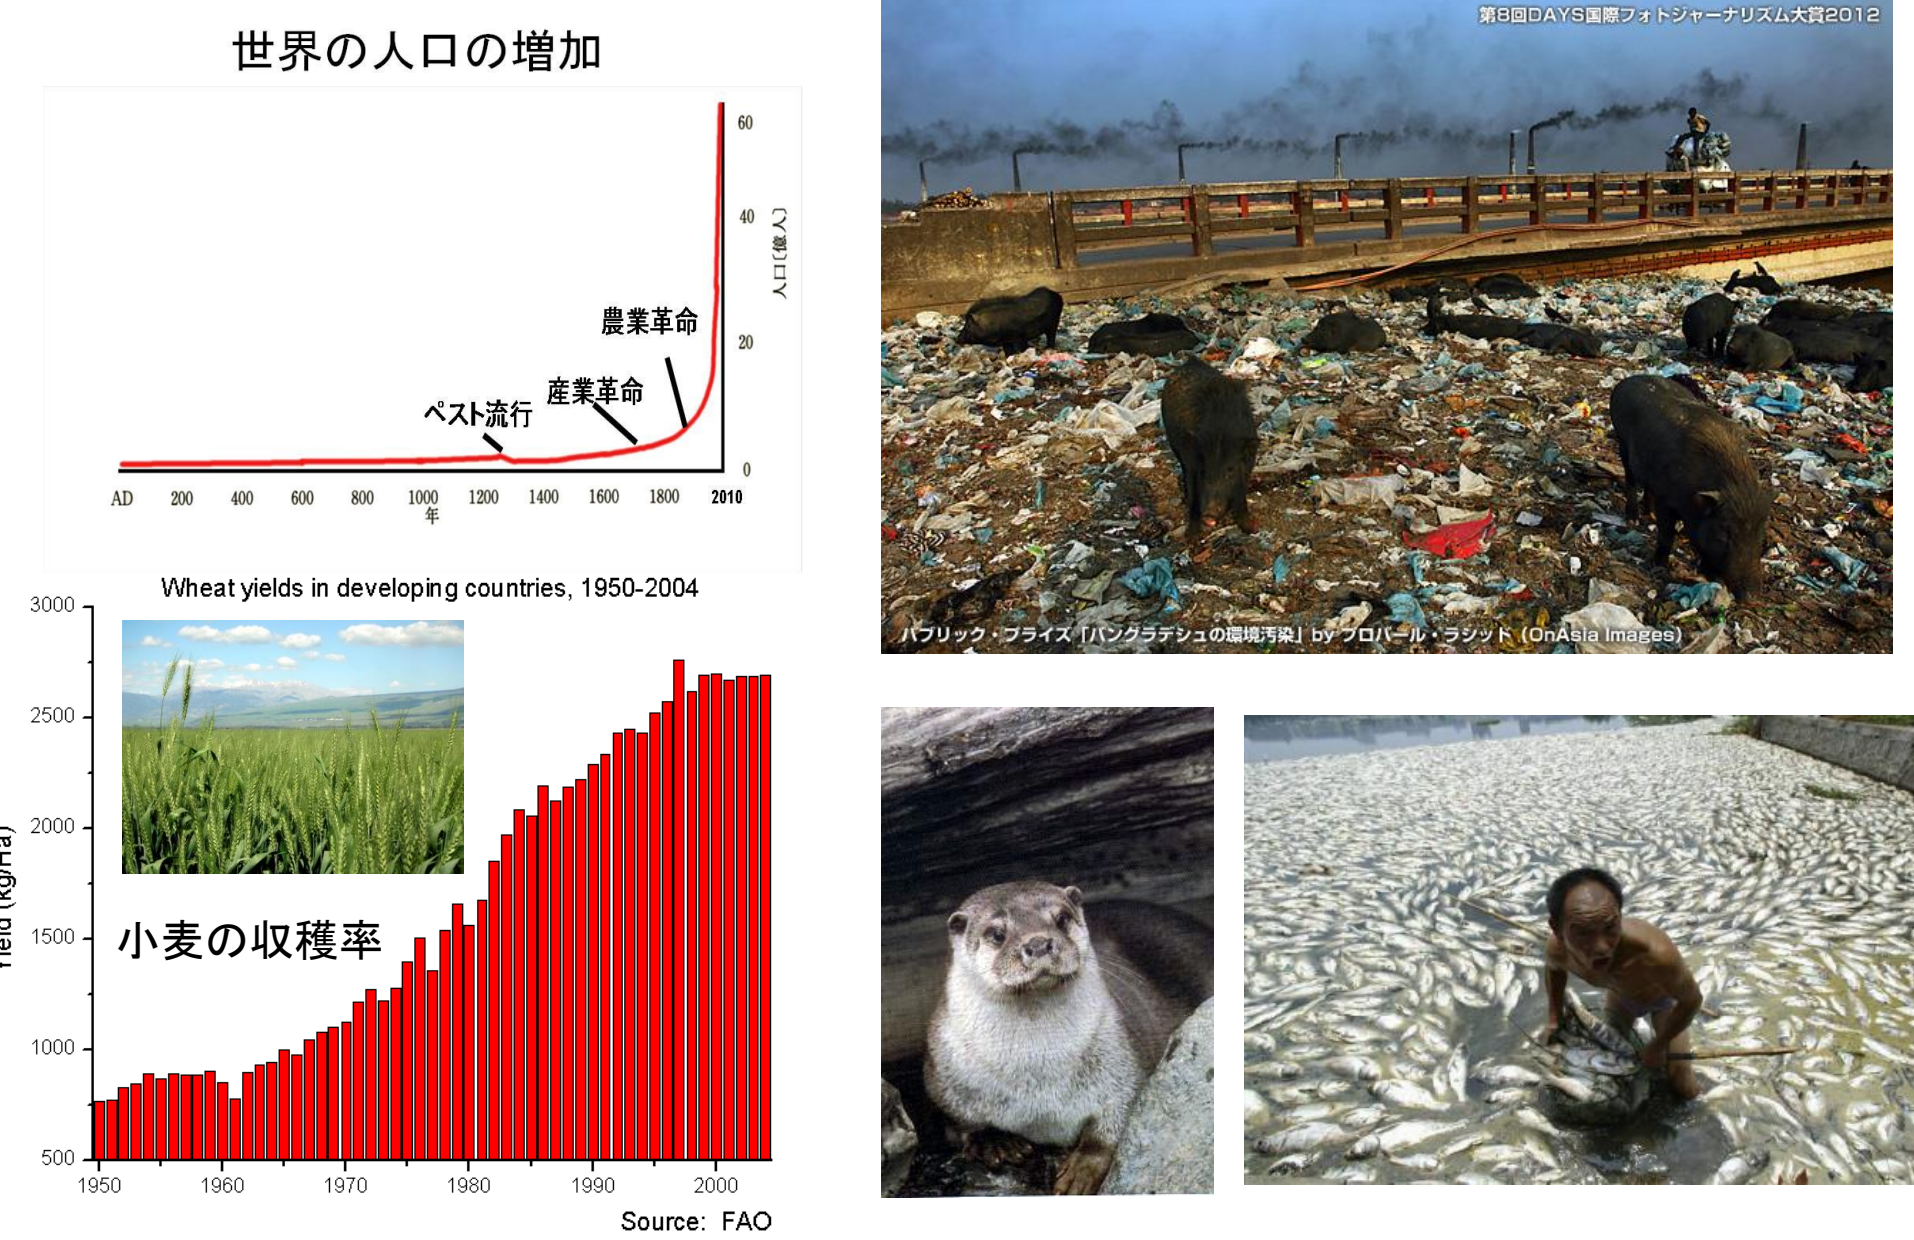 世界の人口の増加
60
40
20
0
人口(億人)
農業革命
産業革命
ペスト流行
AD 200 400 600 800 1000 1200 1400 1600 1800 2010
年
Wheat yields in developing countries, 1950-2004
3000
2500
2000
1500
1000
500
Yield (kg/Ha)
小麦の収穫率
1950 1960 1970 1980 1990 2000
Source: FAO
第8回DAYS国際フォトジャーナリズム大賞2012
パブリック・プライズ「バングラデシュの環境汚染」by プロバール・ラシッド（OnAsia Images）